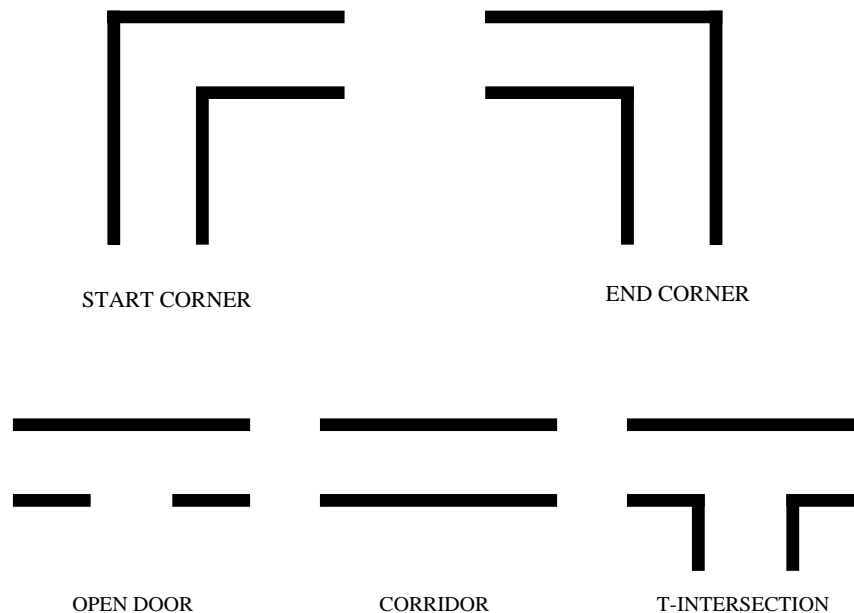 START CORNER
END CORNER
OPEN DOOR
CORRIDOR
T-INTERSECTION